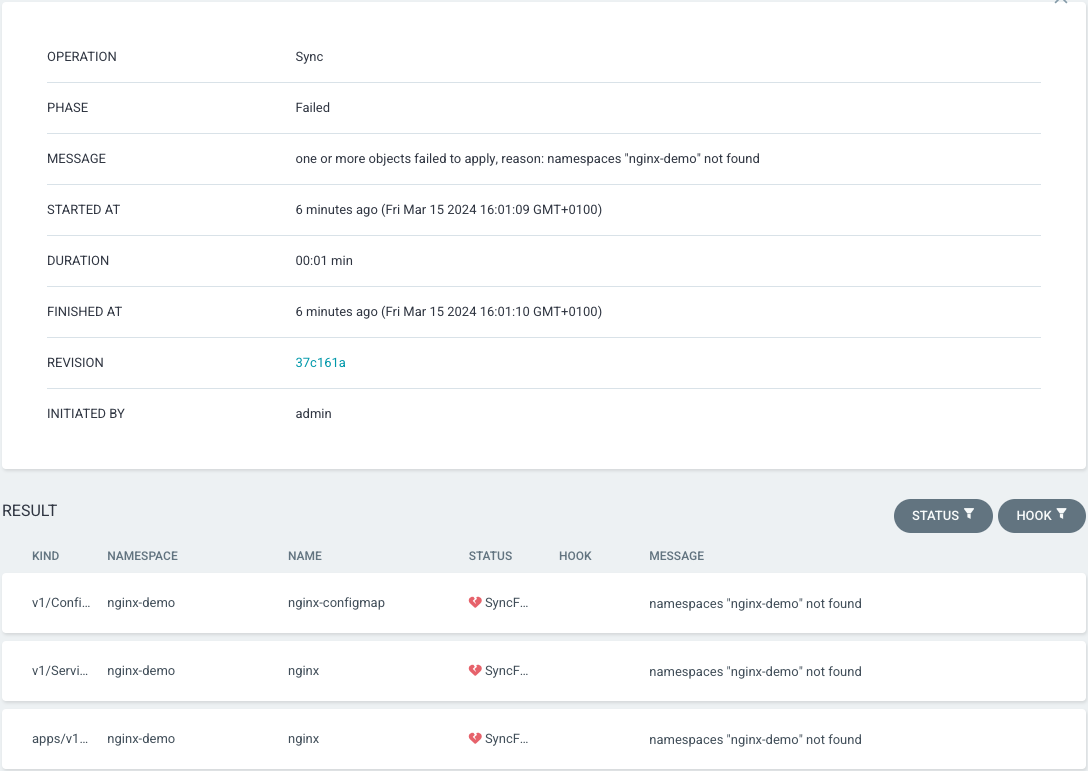 OPERATION Sync
PHASE Failed
MESSAGE one or more objects failed to apply, reason: namespaces "nginx-demo" not found
STARTED AT 6 minutes ago (Fri Mar 15 2024 16:01:09 GMT+0100)
DURATION 00:01 min
FINISHED AT 6 minutes ago (Fri Mar 15 2024 16:01:10 GMT+0100)
REVISION 37c161a
INITIATED BY admin
RESULT STATUS HOOK
KIND NAMESPACE NAME STATUS HOOK MESSAGE
v1/Confi... nginx-demo nginx-configmap SyncF... namespaces "nginx-demo" not found
v1/Servi... nginx-demo nginx SyncF... namespaces "nginx-demo" not found
apps/v1... nginx-demo nginx SyncF... namespaces "nginx-demo" not found